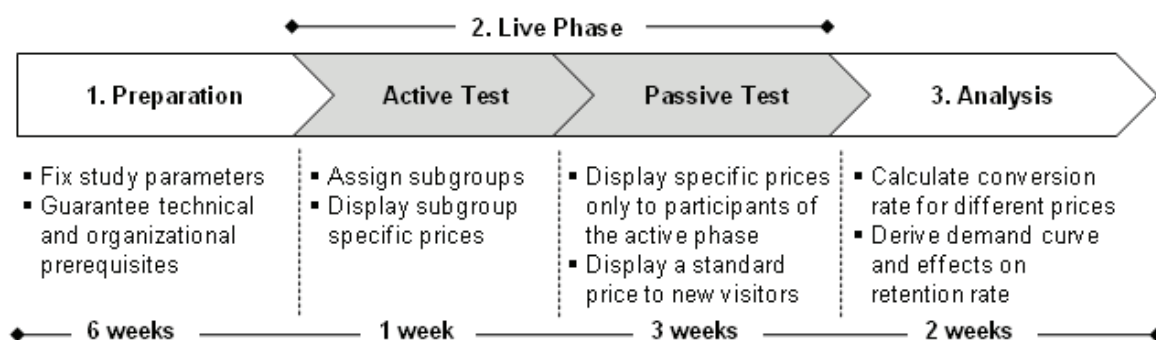 2. Live Phase
1. Preparation
Active Test
Passive Test
3. Analysis
▪ Fix study parameters
▪ Guarantee technical
and organizational
prerequisites
▪ Assign subgroups
▪ Display subgroup
specific prices
▪ Display specific prices
only to participants of
the active phase
▪ Display a standard
price to new visitors
▪ Calculate conversion
rate for different prices
▪ Derive demand curve
and effects on
retention rate
6 weeks
1 week
3 weeks
2 weeks